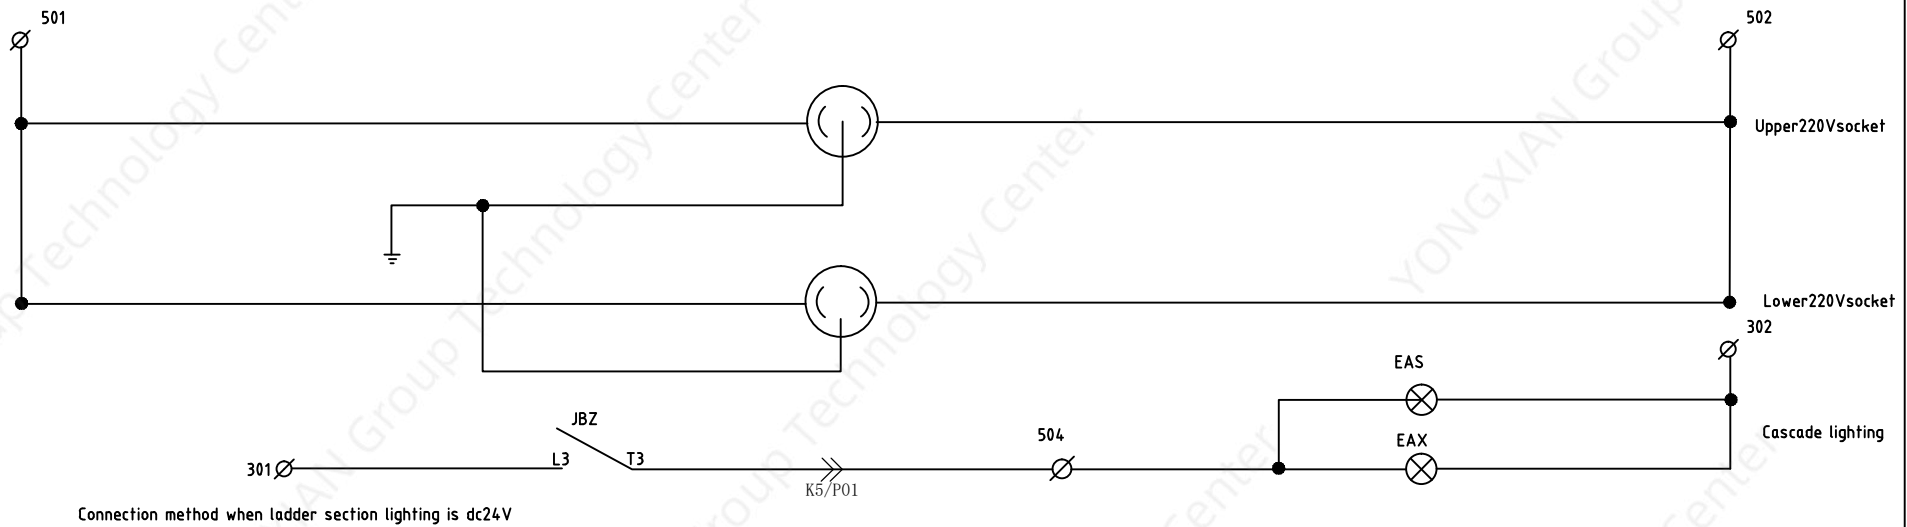 501
502
Upper220Vsocket
Lower220Vsocket
302
EAS
JBZ
504
EAX
Cascade lighting
301
L3
T3
K5/P01
Connection method when ladder section lighting is dc24V
YONGXIAN Group Technology Center